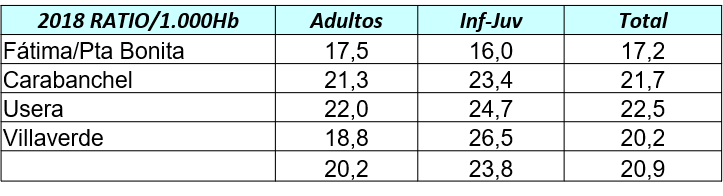 2018 RATIO/1.000Hb Adultos Inf-Juv Total
Fátima/Pta Bonita 17,5 16,0 17,2
Carabanchel 21,3 23,4 21,7
Usera 22,0 24,7 22,5
Villaverde 18,8 26,5 20,2
20,2 23,8 20,9